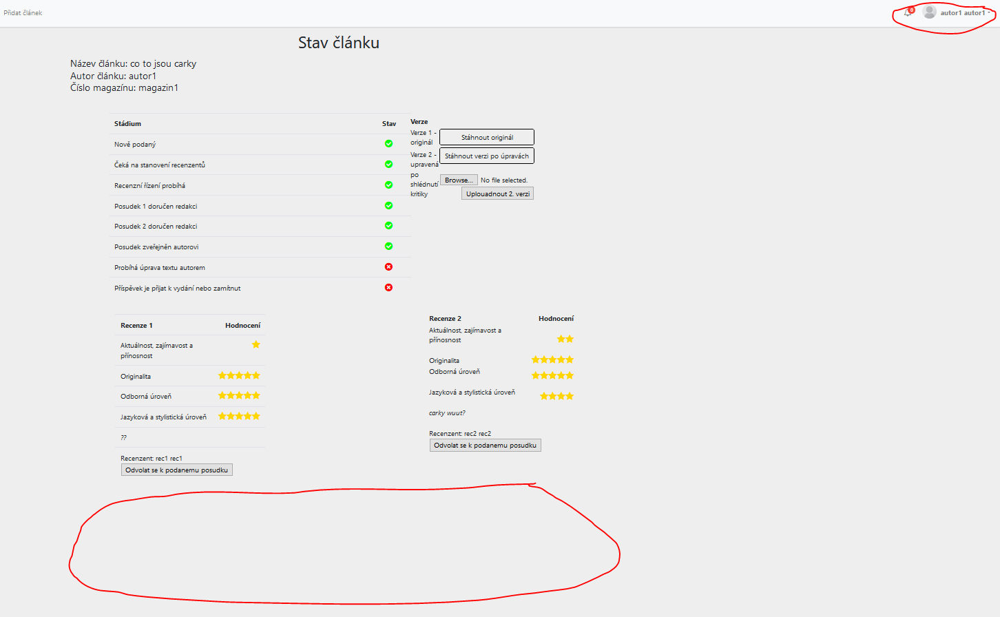 Přidat článek
0
autor1 autor1
Stav článku
Název článku: co to jsou carky
Autor článku: autor1
Číslo magazínu: magazin1
Stádium Stav
Nově podaný
Čeká na stanovení recenzentů
Recenzní řízení probíhá
Posudek 1 doručen redakci
Posudek 2 doručen redakci
Posudek zveřejněn autorovi
Probíhá úprava textu autorem
Příspěvek je přijat k vydání nebo zamítnut
Verze
Verze 1 -
originál
Stáhnout originál
Verze 2 -
upravená
po
shlédnutí
kritiky
Stáhnout verzi po úpravách
Browse... No file selected.
Uplouadnout 2. verzi
Recenze 1 Hodnocení
Aktuálnost, zajímavost a
přínosnost
Originalita
Odborná úroveň
Jazyková a stylistická úroveň
??
Recenzent: rec1 rec1
Odvolat se k podanemu posudku
Recenze 2 Hodnocení
Aktuálnost, zajímavost a
přínosnost
Originalita
Odborná úroveň
Jazyková a stylistická úroveň
carky wuut?
Recenzent: rec2 rec2
Odvolat se k podanemu posudku